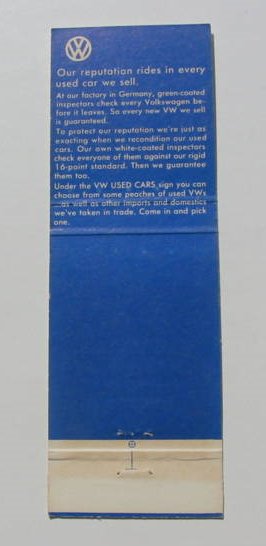 VW
Our reputation rides in every
used car we sell.
At our factory in Germany, green-coated
inspectors check every Volkswagen be-
fore it leaves. So every new VW we sell
is guaranteed.
To protect our reputation we're just as
exacting when we recondition our used
cars. Our own white-coated inspectors
check everyone of them against our rigid
16-point standard. Then we guarantee
them too.
Under the VW USED CARS sign you can
choose from some peaches of used VWs
as well as other imports and domestics
we've taken in trade. Come in and pick
one.